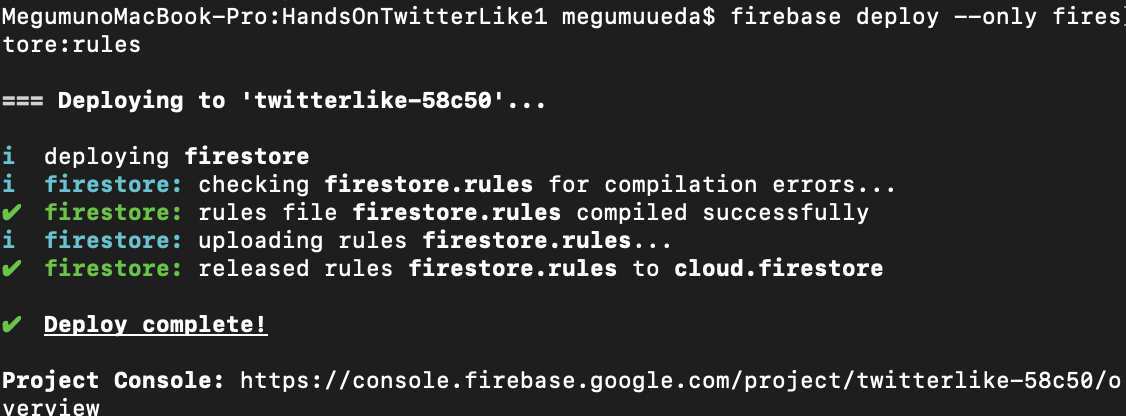 MegumunoMacBook-Pro:HandsOnTwitterLike1 megumuueda$ firebase deploy --only fires
tore:rules
=== Deploying to 'twitterlike-58c50'...
i  deploying firestore
i  firestore: checking firestore.rules for compilation errors...
✔  firestore: rules file firestore.rules compiled successfully
i  firestore: uploading rules firestore.rules...
✔  firestore: released rules firestore.rules to cloud.firestore
✔  Deploy complete!
Project Console: https://console.firebase.google.com/project/twitterlike-58c50/o
verview